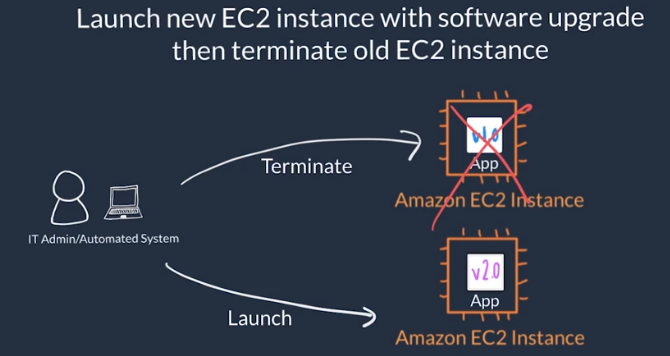 Launch new EC2 instance with software upgrade
then terminate old EC2 instance
v1.0
App
Terminate
Amazon EC2 Instance
IT Admin/Automated System
v2.0
App
Launch
Amazon EC2 Instance